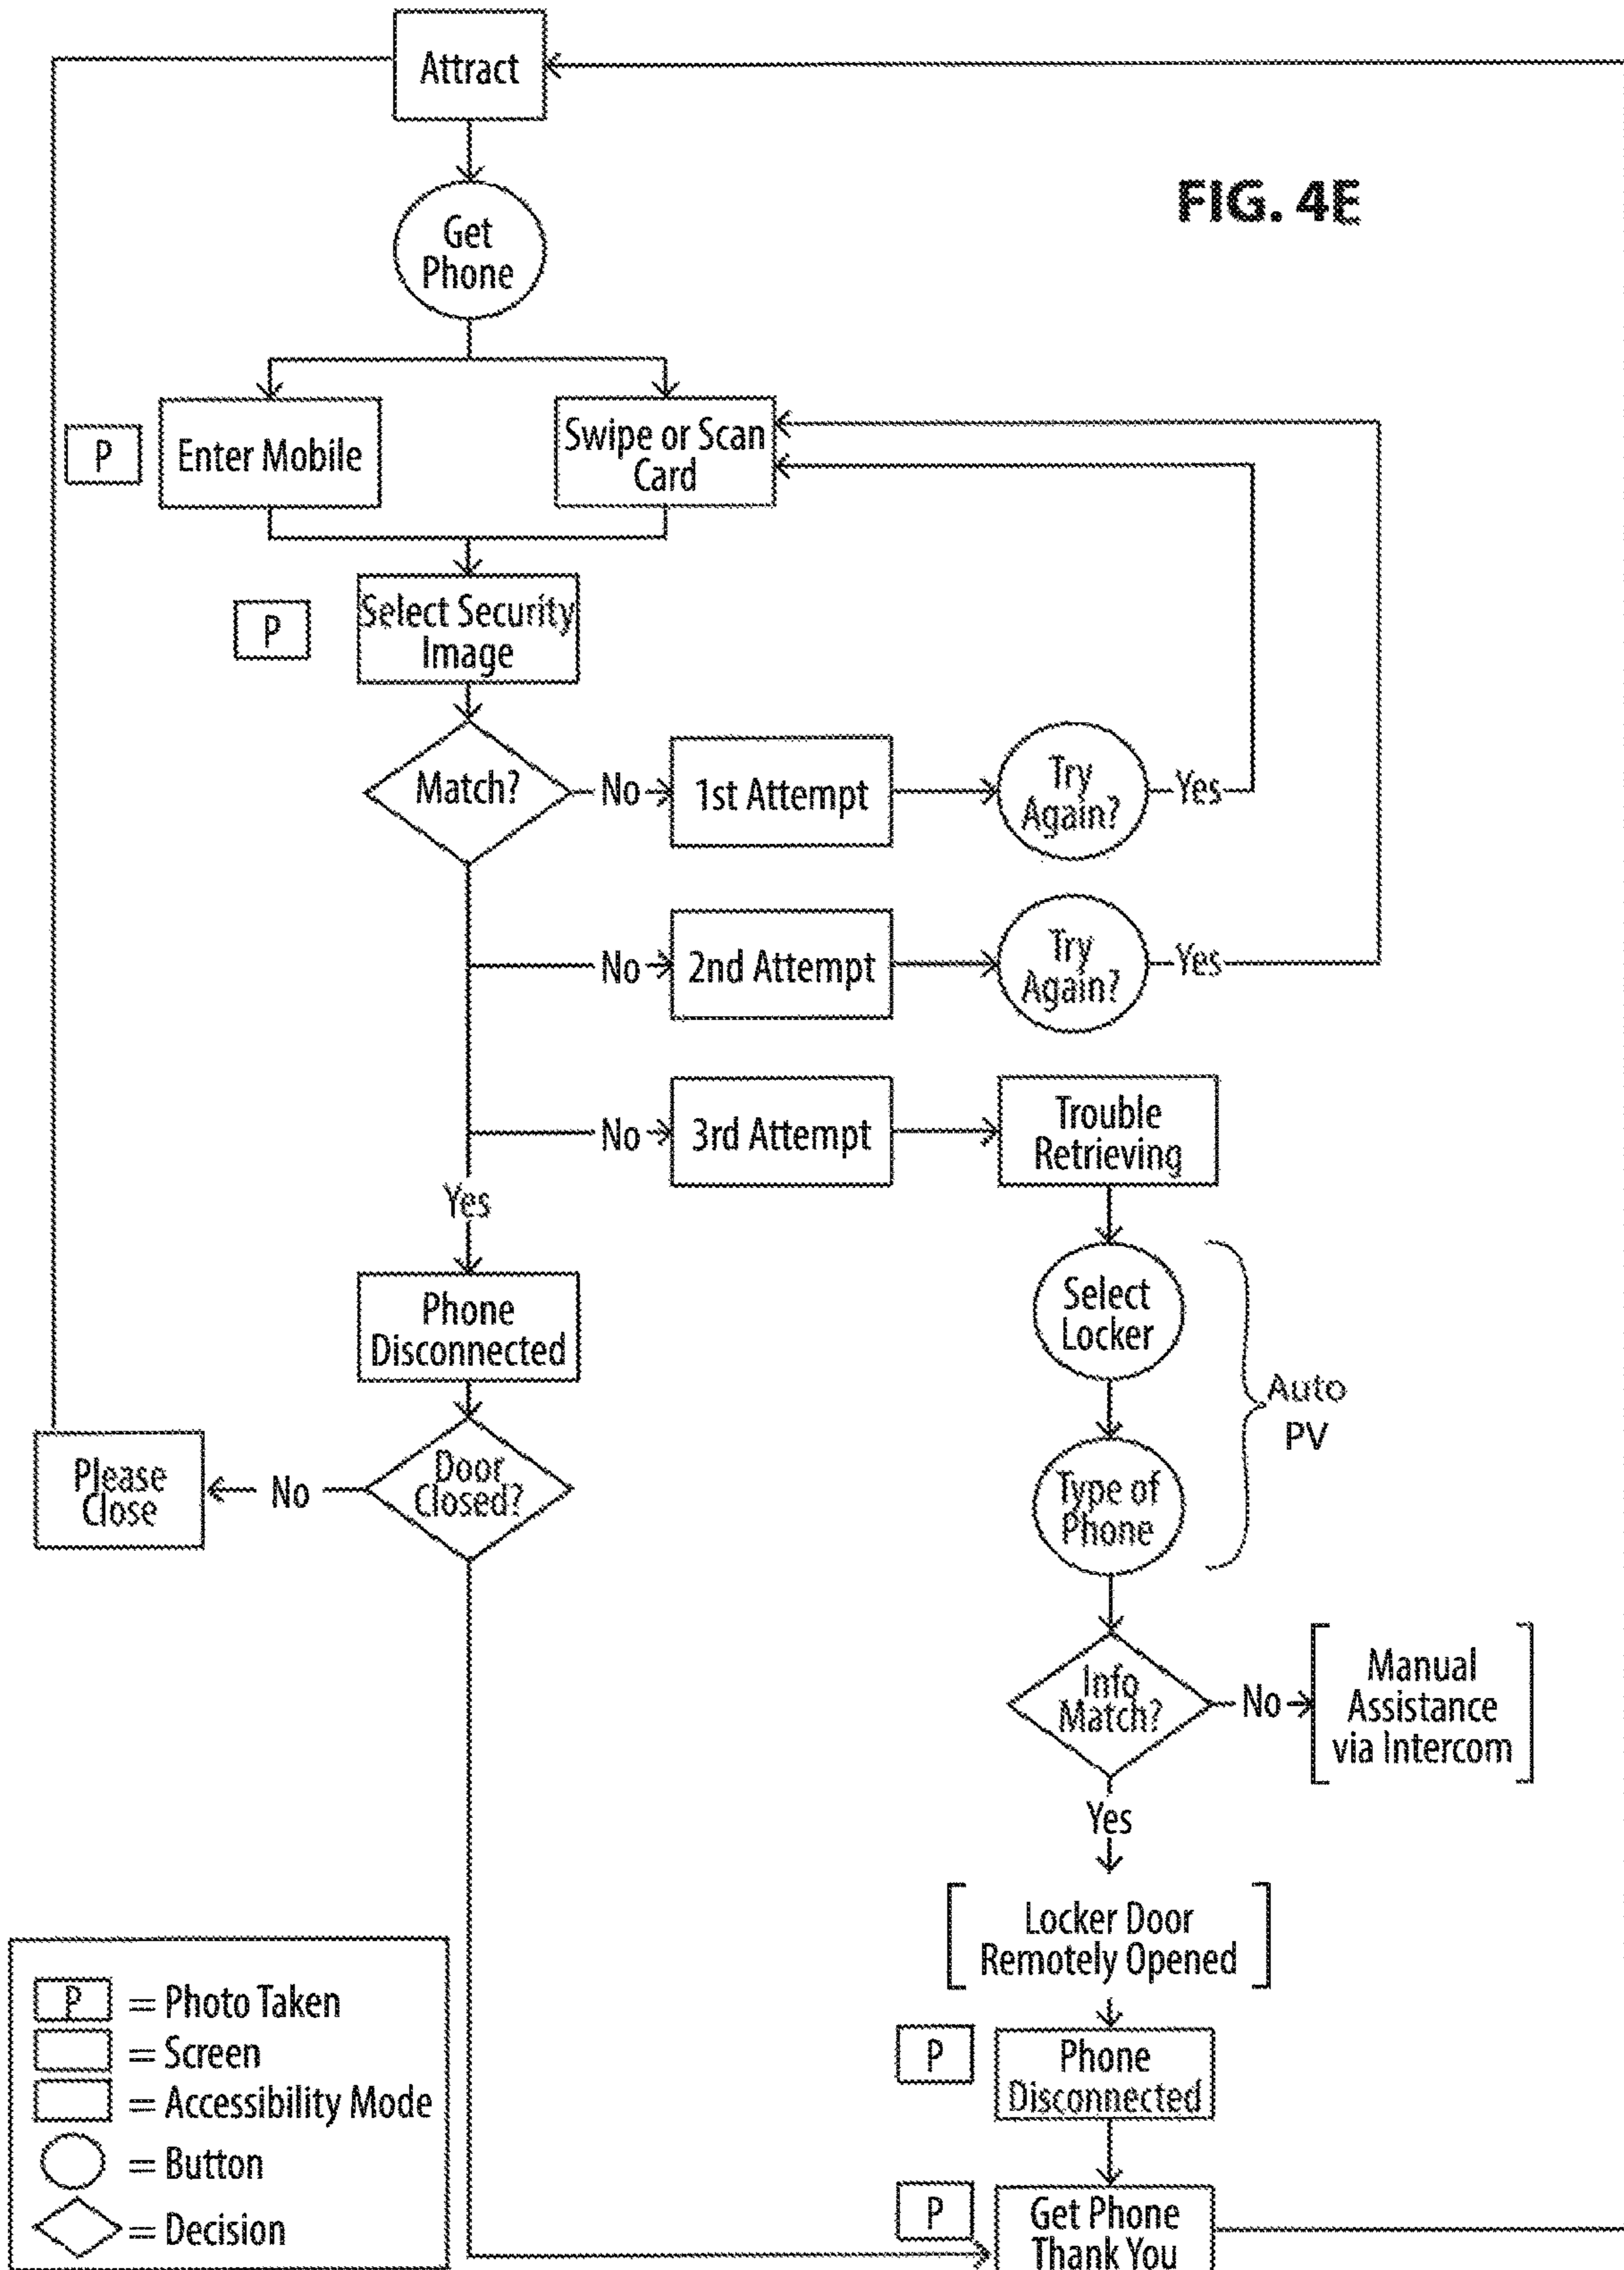 Attract
FIG. 4E
Get
Phone
P
Enter Mobile
Swipe or Scan
Card
P
Select Security
Image
Match?
No
1st Attempt
Try
Again?
Yes
No
2nd Attempt
Try
Again?
Yes
No
3rd Attempt
Trouble
Retrieving
Yes
Phone
Disconnected
Select
Locker
Auto
PV
Please
Close
No
Door
Closed?
Type of
Phone
Info
Match?
No
Manual
Assistance
via Intercom
Yes
Locker Door
Remotely Opened
P
Phone
Disconnected
P
Get Phone
Thank You
P = Photo Taken
= Screen
= Accessibility Mode
= Button
= Decision